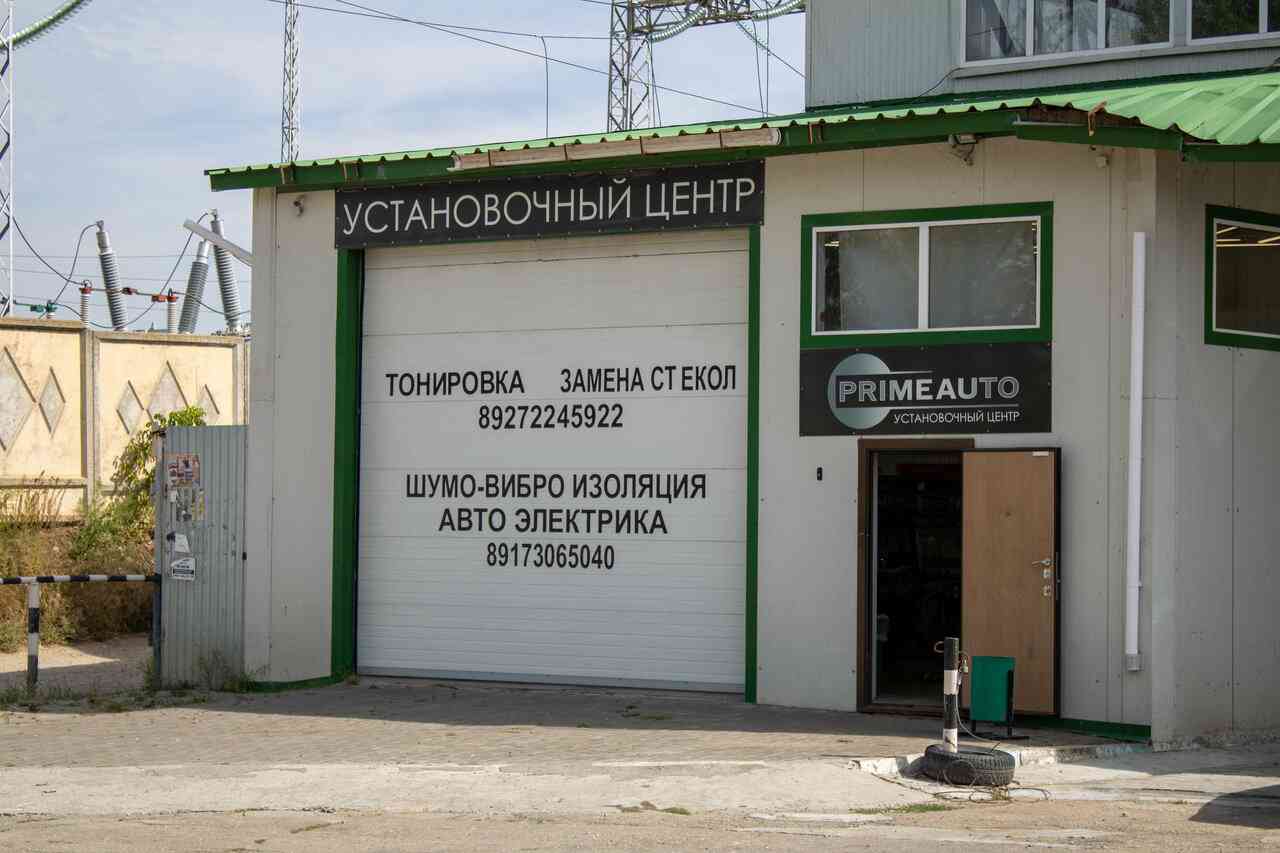 УСТАНОВОЧНЫЙ ЦЕНТР
ТОНИРОВКА ЗАМЕНА СТ ЕКОЛ
89272245922
ШУМО-ВИБРО ИЗОЛЯЦИЯ
АВТО ЭЛЕКТРИКА
89173065040
PRIMEAUTO
УСТАНОВОЧНЫЙ ЦЕНТР